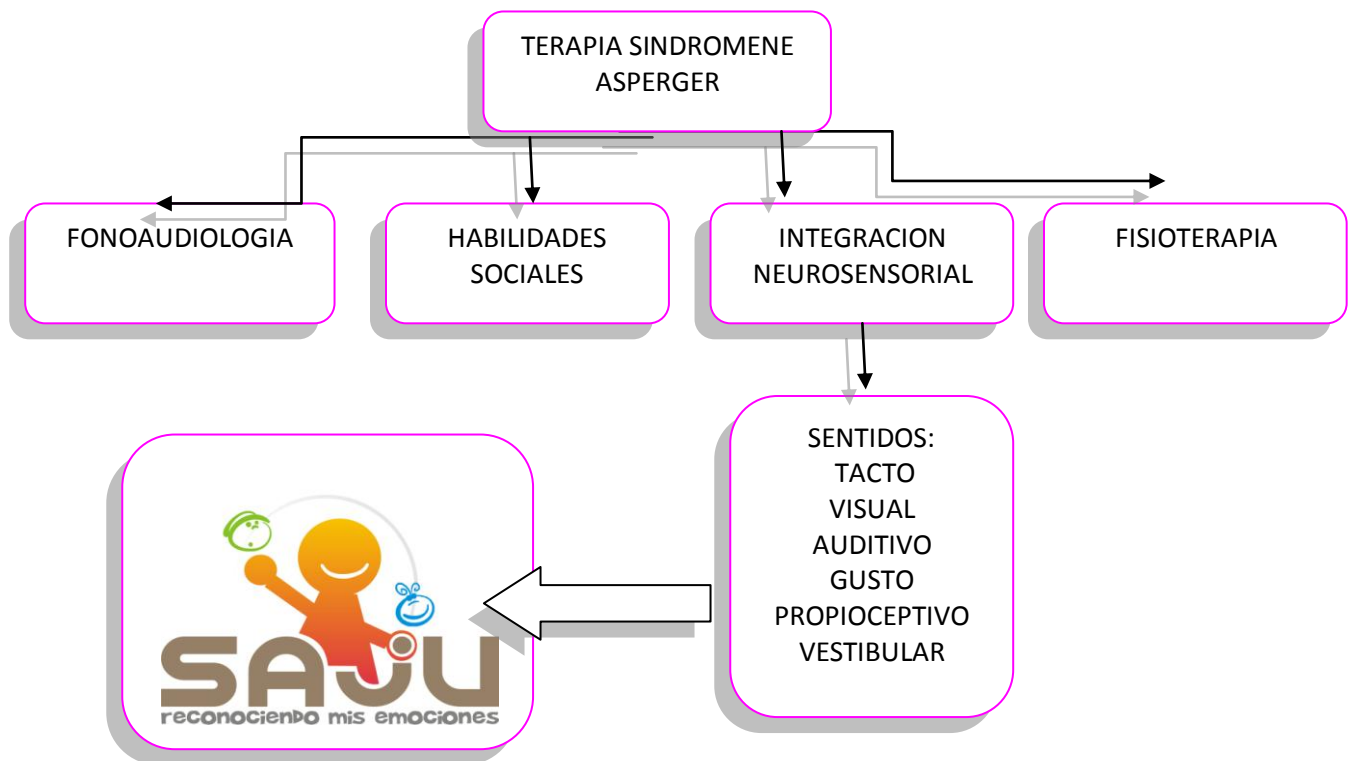 TERAPIA SINDROMENE
ASPERGER
FONOAUDIOLOGIA
HABILIDADES
SOCIALES
INTEGRACION
NEUROSENSORIAL
FISIOTERAPIA
SENTIDOS:
TACTO
VISUAL
AUDITIVO
GUSTO
PROPIOCEPTIVO
VESTIBULAR
SAJU
reconociendo mis emociones